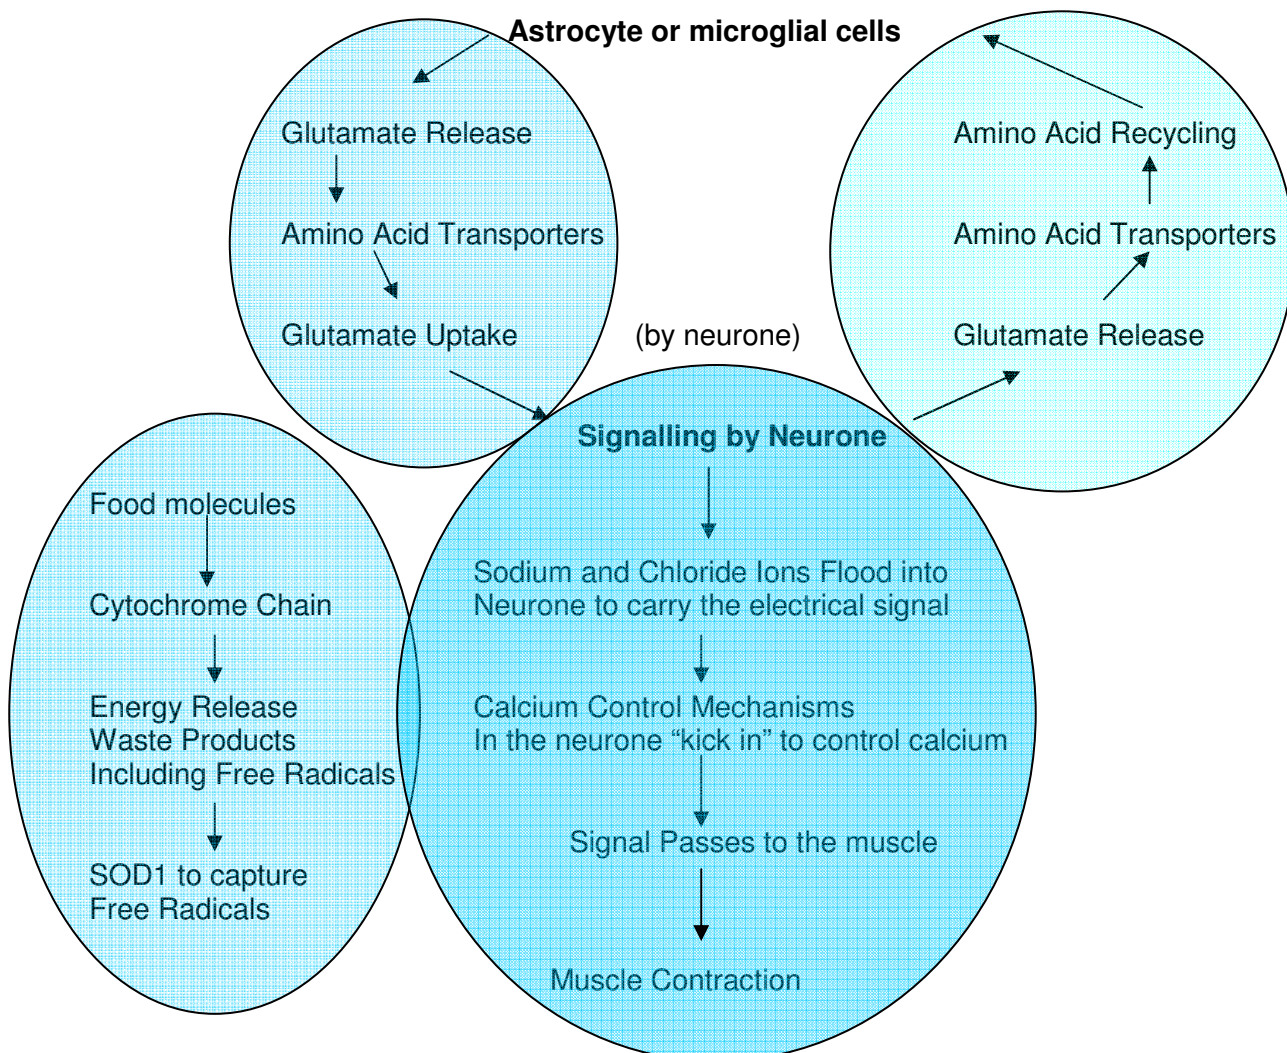 Astrocyte or microglial cells
Glutamate Release
Amino Acid Transporters
Glutamate Uptake
(by neurone)
Amino Acid Recycling
Amino Acid Transporters
Glutamate Release
Signalling by Neurone
Sodium and Chloride Ions Flood into
Neurone to carry the electrical signal
Calcium Control Mechanisms
In the neurone “kick in” to control calcium
Signal Passes to the muscle
Muscle Contraction
Food molecules
Cytochrome Chain
Energy Release
Waste Products
Including Free Radicals
SOD1 to capture
Free Radicals